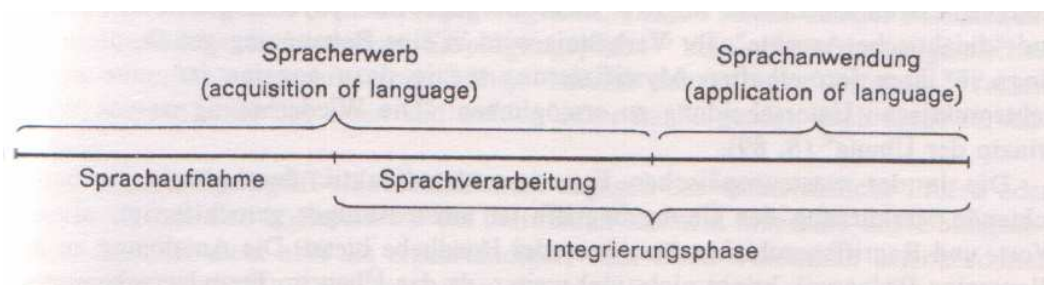 Spracherwerb
(acquisition of language)
Sprachanwendung
(application of language)
Sprachaufnahme
Sprachverarbeitung
Integrierungsphase